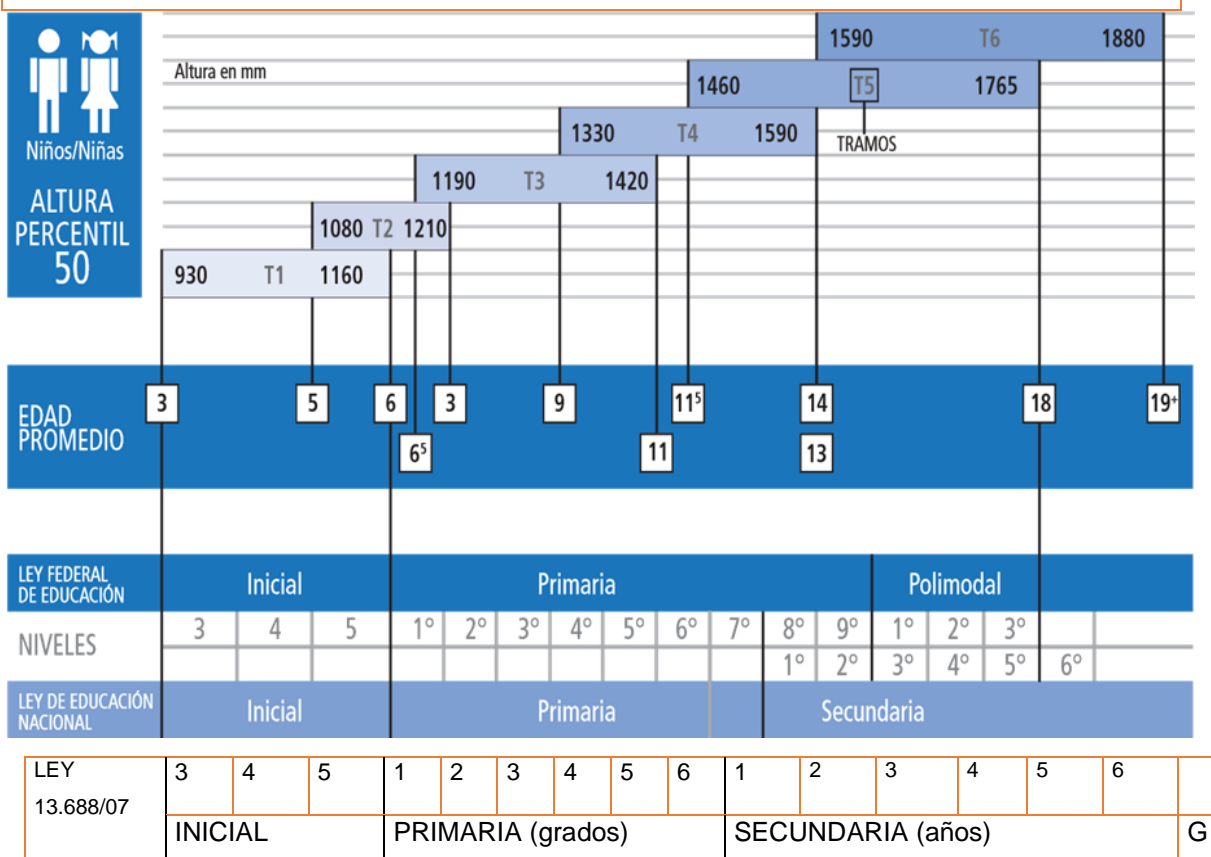 1590 T6 1880
Altura en mm
1460 T5 1765
Niños/Niñas
1330 T4 1590
TRAMOS
1190 T3 1420
ALTURA
PERCENTIL
50
1080 T2 1210
930 T1 1160
EDAD
PROMEDIO
3 5 6 3 9 11⁵ 14 18 19⁺
6⁵ 11 13
LEY FEDERAL
DE EDUCACIÓN
Inicial Primaria Polimodal
NIVELES
3 4 5 1° 2° 3° 4° 5° 6° 7° 8° 9° 1° 2° 3°
1° 2° 3° 4° 5° 6°
LEY DE EDUCACIÓN
NACIONAL
Inicial Primaria Secundaria
LEY
13.688/07
3 4 5 1 2 3 4 5 6 1 2 3 4 5 6
INICIAL PRIMARIA (grados) SECUNDARIA (años) G